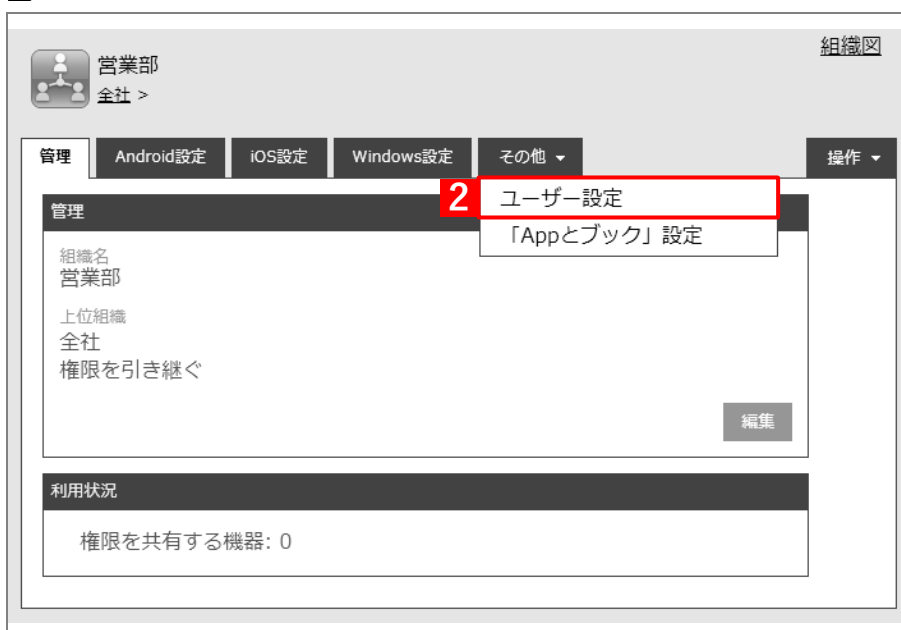 組織図
営業部
全社 >
管理 Android設定 iOS設定 Windows設定 その他 操作
2 ユーザー設定
「Appとブック」設定
管理
組織名
営業部
上位組織
全社
権限を引き継ぐ
編集
利用状況
権限を共有する機器: 0